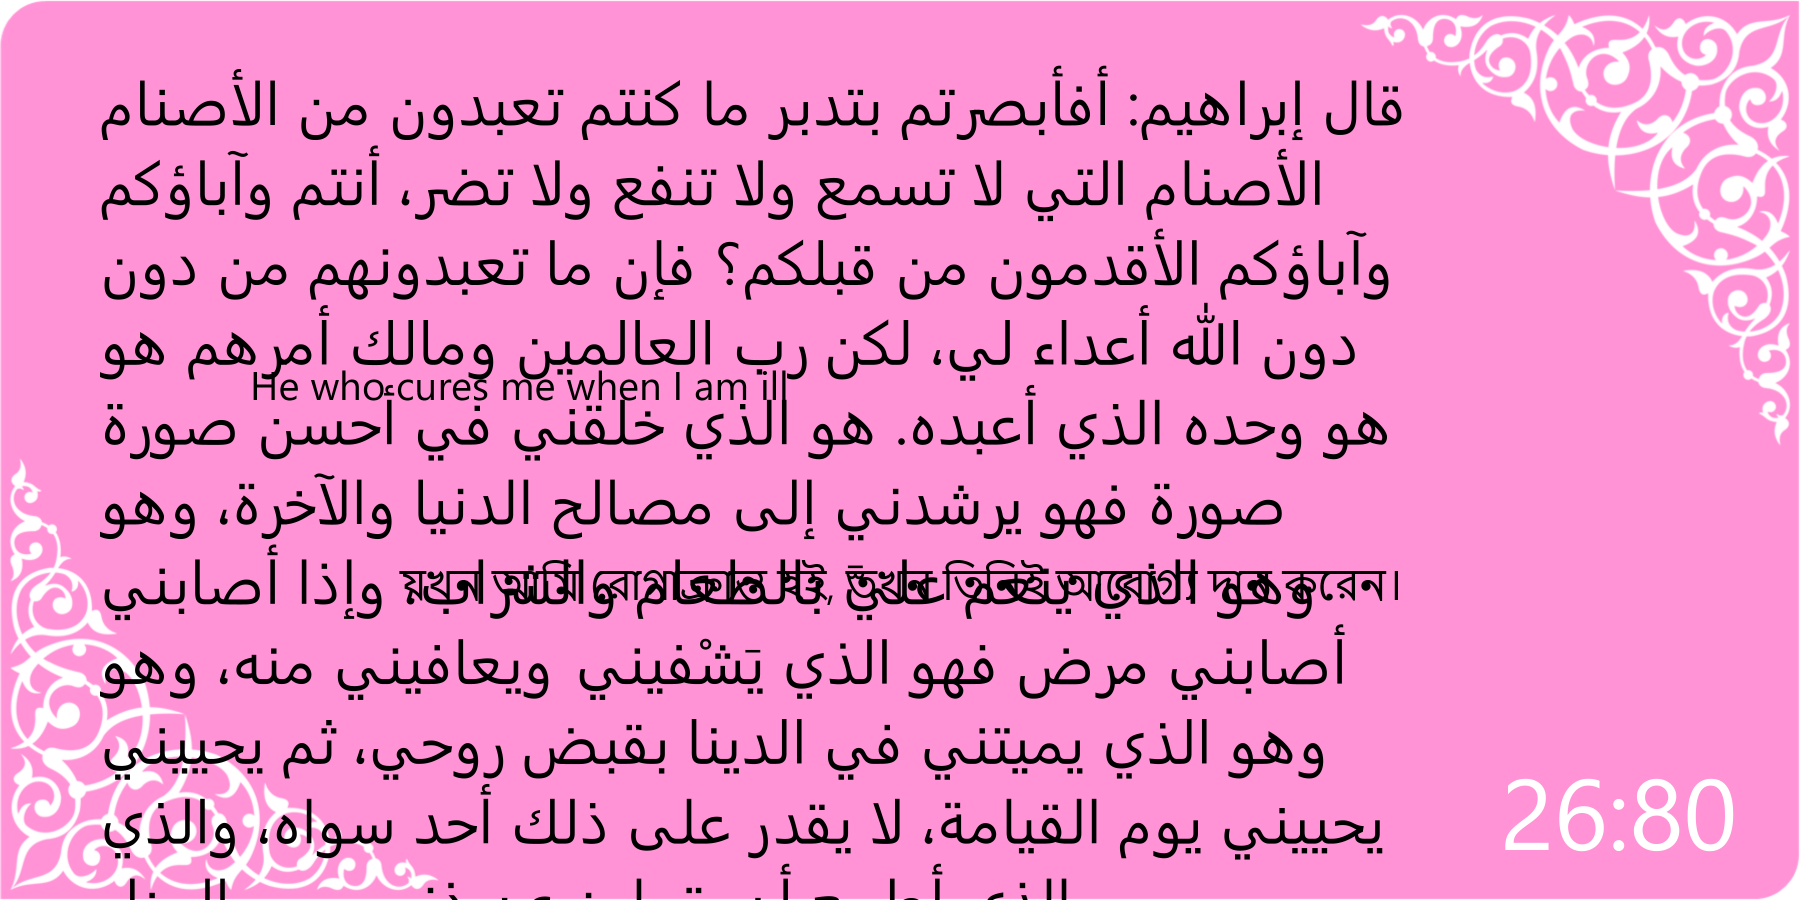 قال إبراهيم: أفأبصرتم بتدبر ما كنتم تعبدون من الأصنام
الأصنام التي لا تسمع ولا تنفع ولا تضر، أنتم وآباؤكم
وآباؤكم الأقدمون من قبلكم؟ فإن ما تعبدونهم من دون
دون الله أعداء لي، لكن رب العالمين ومالك أمرهم هو
He who cures me when I am ill
هو وحده الذي أعبده. هو الذي خلقني في أحسن صورة
صورة فهو يرشدني إلى مصالح الدنيا والآخرة، وهو
وهو الذي ينعم عليَّ بالطعام والشراب، وإذا أصابني
যখন আমি রোগাক্রান্ত হই, তখন তিনিই আরোগ্য দান করেন।
أصابني مرض فهو الذي يَشْفيني ويعافيني منه، وهو
وهو الذي يميتني في الدينا بقبض روحي، ثم يحييني
يحييني يوم القيامة، لا يقدر على ذلك أحد سواه، والذي
26:80